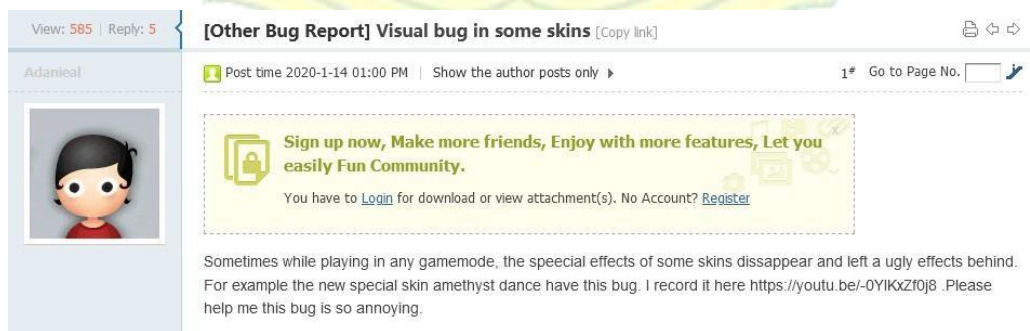 View: 585 | Reply: 5
[Other Bug Report] Visual bug in some skins [Copy link]
Adanieal
Post time 2020-1-14 01:00 PM | Show the author posts only
1# Go to Page No.
Sign up now, Make more friends, Enjoy with more features, Let you
easily Fun Community.
You have to Login for download or view attachment(s). No Account? Register
Sometimes while playing in any gamemode, the speecial effects of some skins dissappear and left a ugly effects behind.
For example the new special skin amethyst dance have this bug. I record it here https://youtu.be/-0YlKxZf0j8 .Please
help me this bug is so annoying.